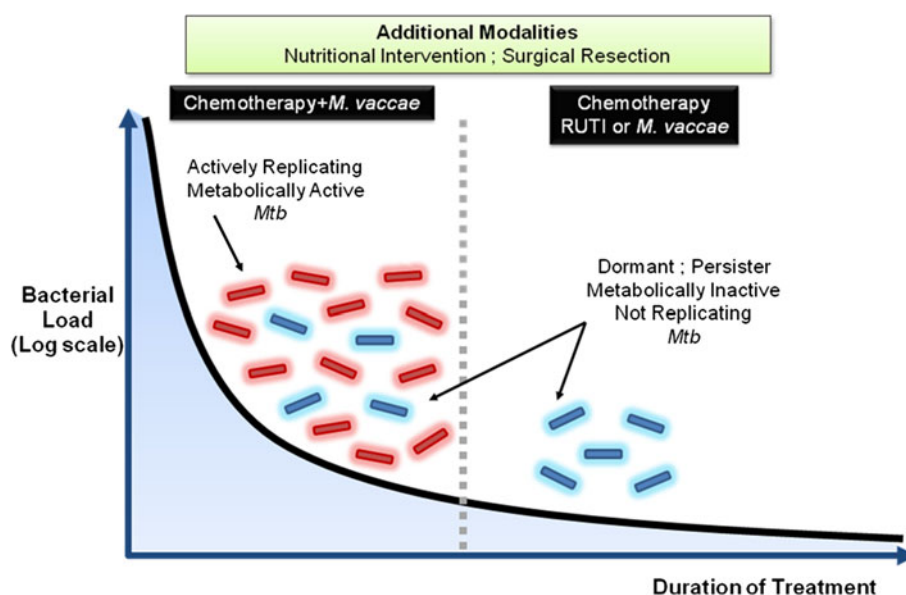 Additional Modalities
Nutritional Intervention ; Surgical Resection
Chemotherapy+M. vaccae
Chemotherapy
RUTI or M. vaccae
Actively Replicating
Metabolically Active
Mtb
Dormant ; Persister
Metabolically Inactive
Not Replicating
Mtb
Bacterial
Load
(Log scale)
Duration of Treatment